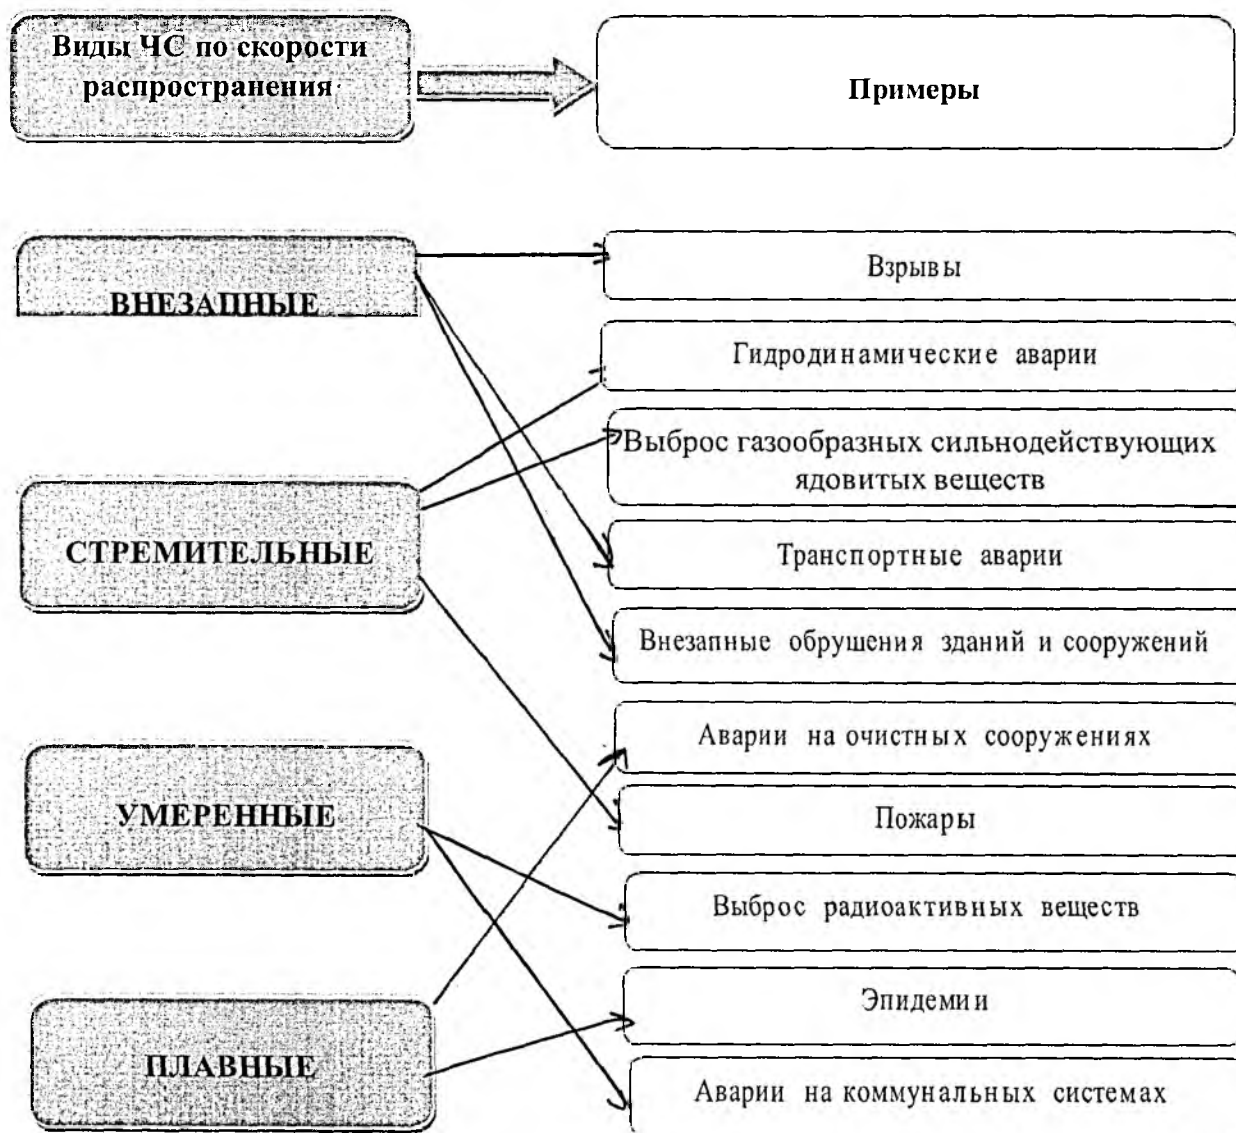 Виды ЧС по скорости
распространения
Примеры
ВНЕЗАПНЫЕ
Взрывы
Гидродинамические аварии
Выброс газообразных сильнодействующих
ядовитых веществ
СТРЕМИТЕЛЬНЫЕ
Транспортные аварии
Внезапные обрушения зданий и сооружений
Аварии на очистных сооружениях
УМЕРЕННЫЕ
Пожары
Выброс радиоактивных веществ
Эпидемии
ПЛАВНЫЕ
Аварии на коммунальных системах